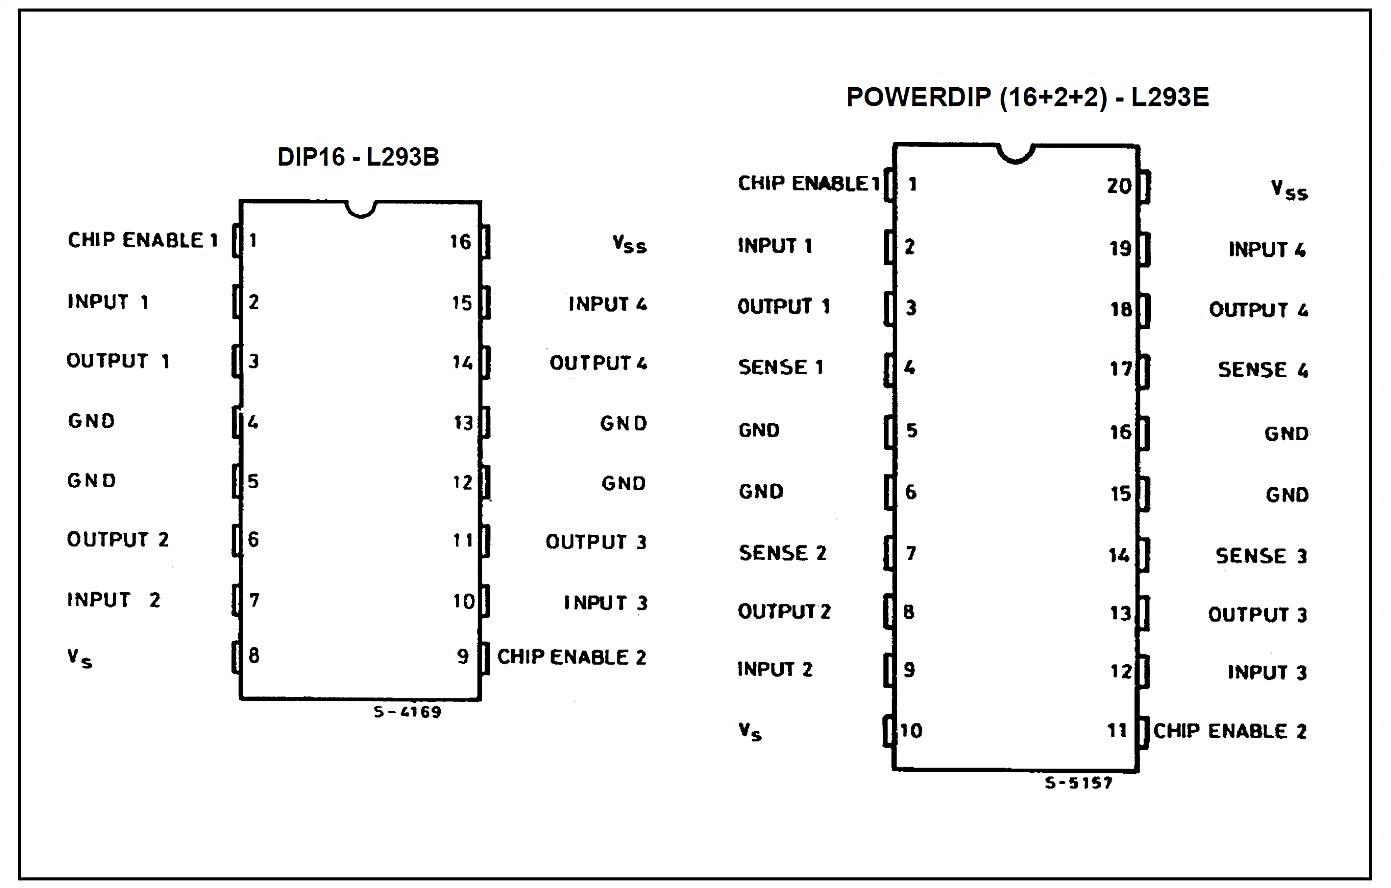 DIP16 - L293B
CHIP ENABLE 1 1 16 VSS
INPUT 1 2 15 INPUT 4
OUTPUT 1 3 14 OUTPUT 4
GND 4 13 GND
GND 5 12 GND
OUTPUT 2 6 11 OUTPUT 3
INPUT 2 7 10 INPUT 3
VS 8 9 CHIP ENABLE 2
S-4169
POWERDIP (16+2+2) - L293E
CHIP ENABLE 1 1 20 VSS
INPUT 1 2 19 INPUT 4
OUTPUT 1 3 18 OUTPUT 4
SENSE 1 4 17 SENSE 4
GND 5 16 GND
GND 6 15 GND
SENSE 2 7 14 SENSE 3
OUTPUT 2 8 13 OUTPUT 3
INPUT 2 9 12 INPUT 3
VS 10 11 CHIP ENABLE 2
S-5157